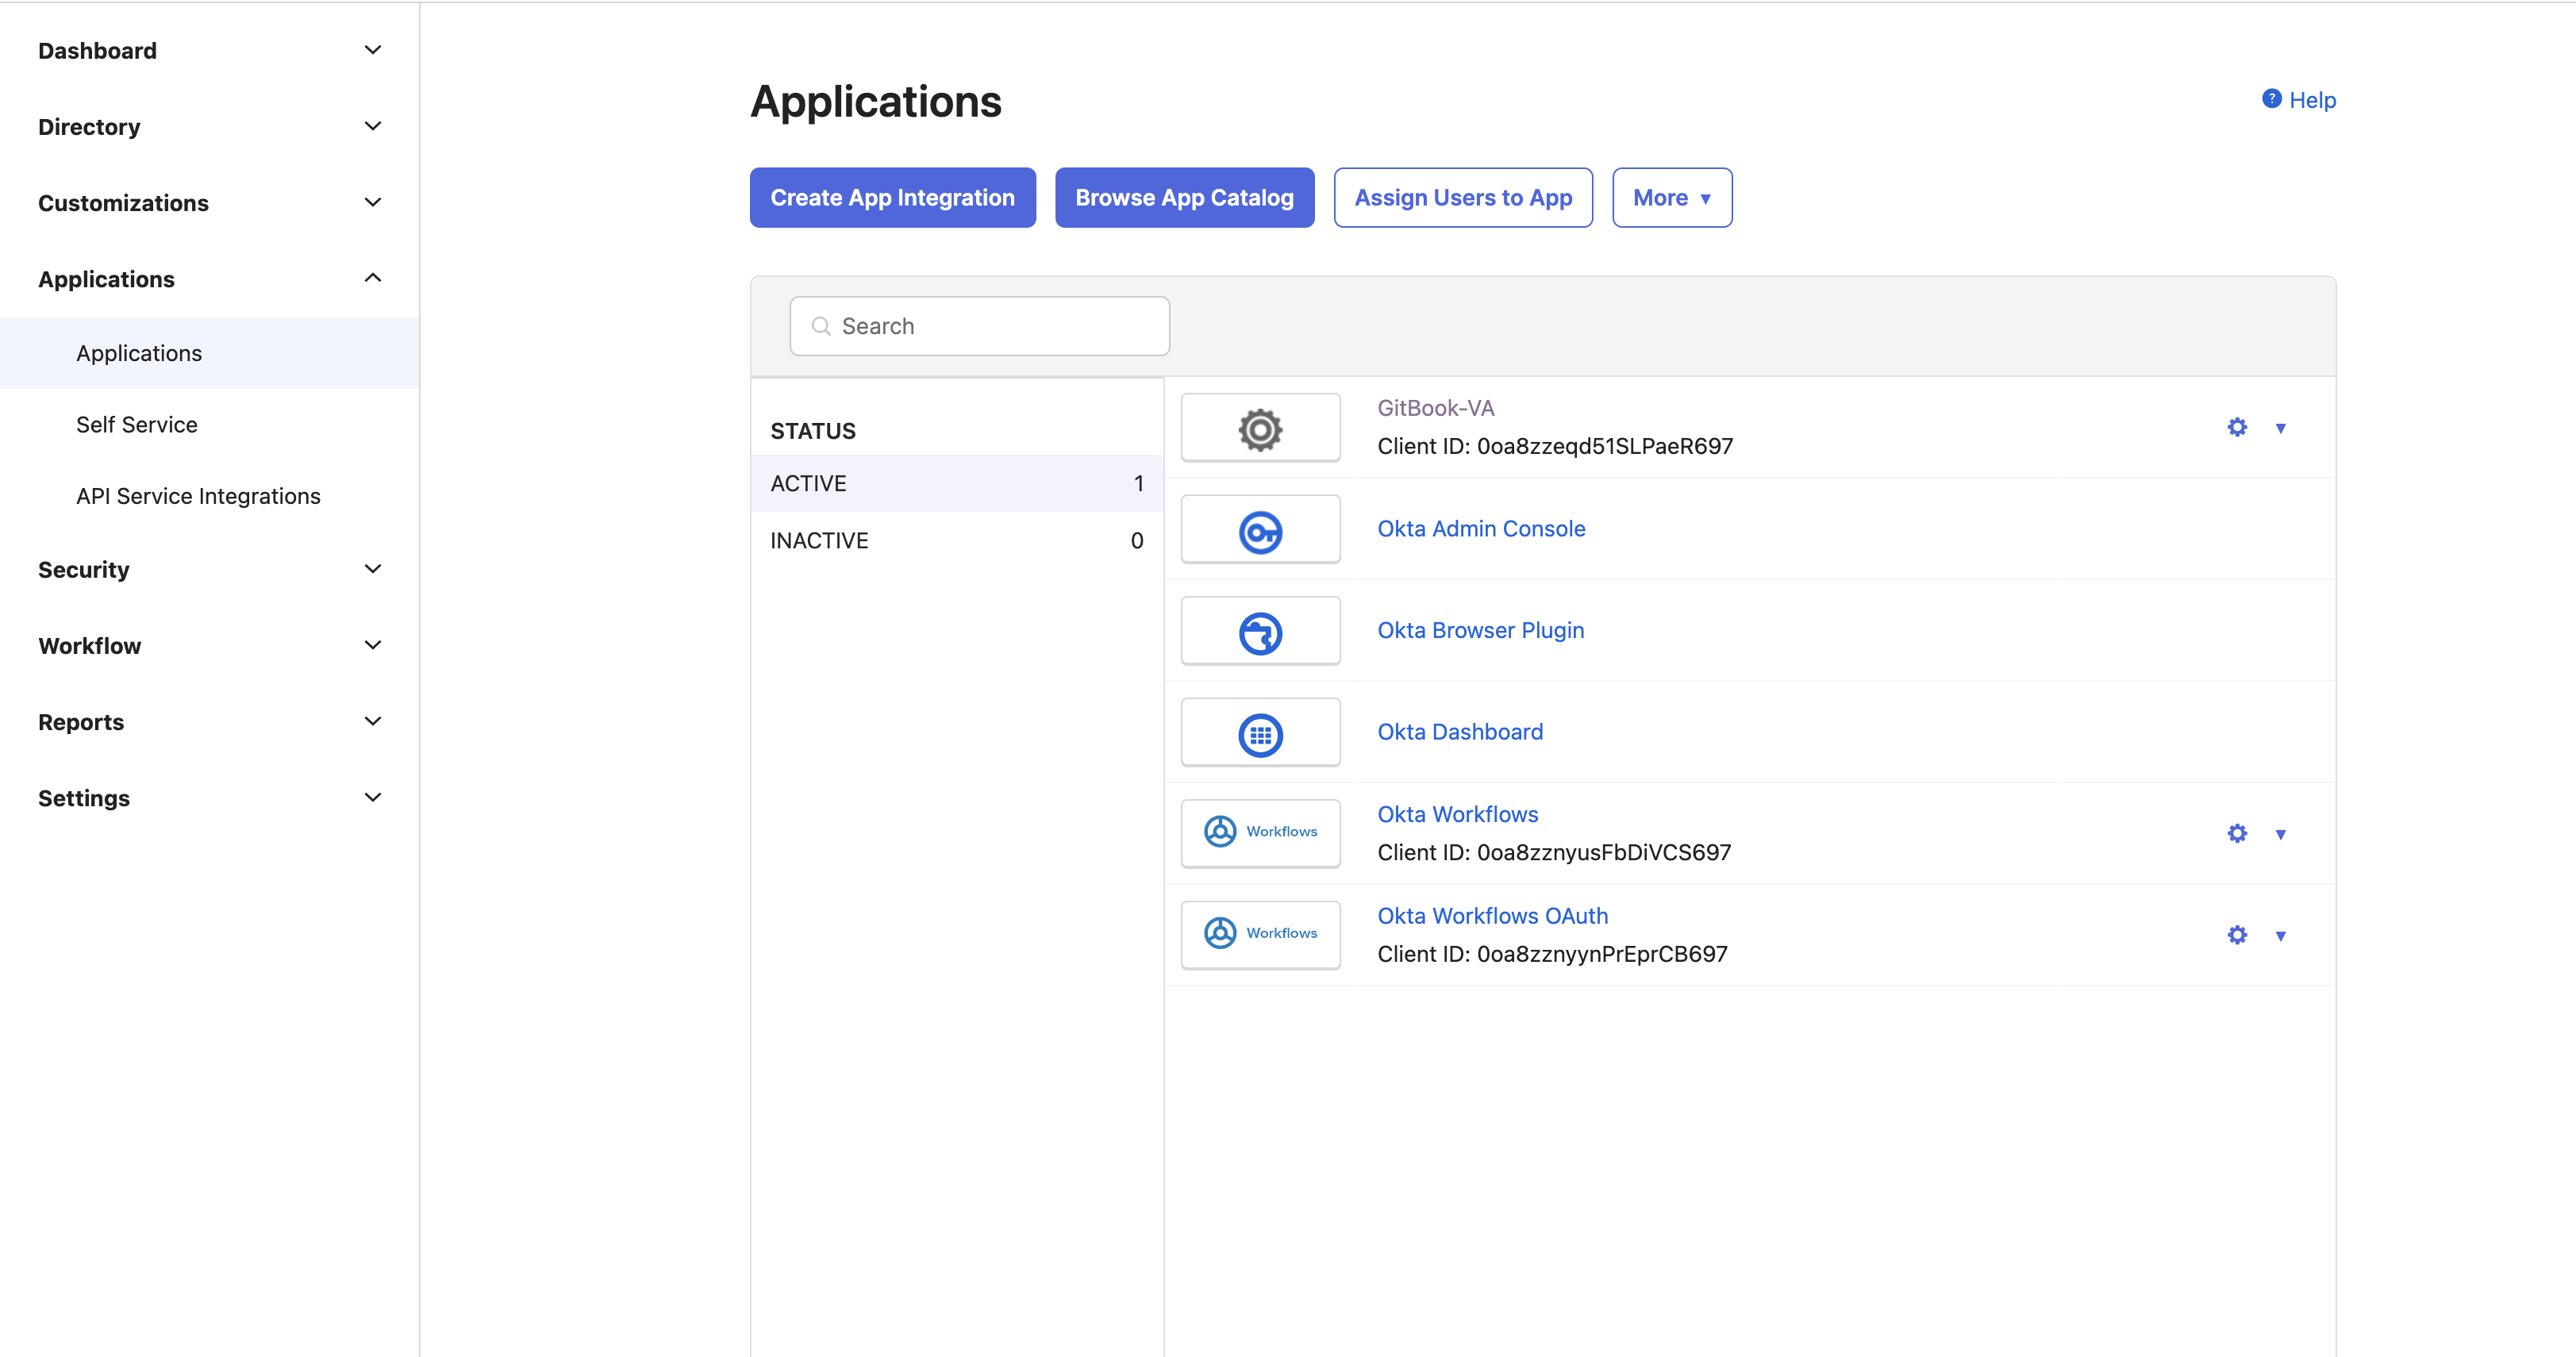 Dashboard
Directory
Customizations
Applications
Applications
Self Service
API Service Integrations
Security
Workflow
Reports
Settings
Applications
? Help
Create App Integration
Browse App Catalog
Assign Users to App
More ▼
Search
STATUS
ACTIVE 1
INACTIVE 0
GitBook-VA
Client ID: 0oa8zzeqd51SLPaeR697
Okta Admin Console
Okta Browser Plugin
Okta Dashboard
Workflows
Okta Workflows
Client ID: 0oa8zznyusFbDiVCS697
Workflows
Okta Workflows OAuth
Client ID: 0oa8zznyynPrEprCB697